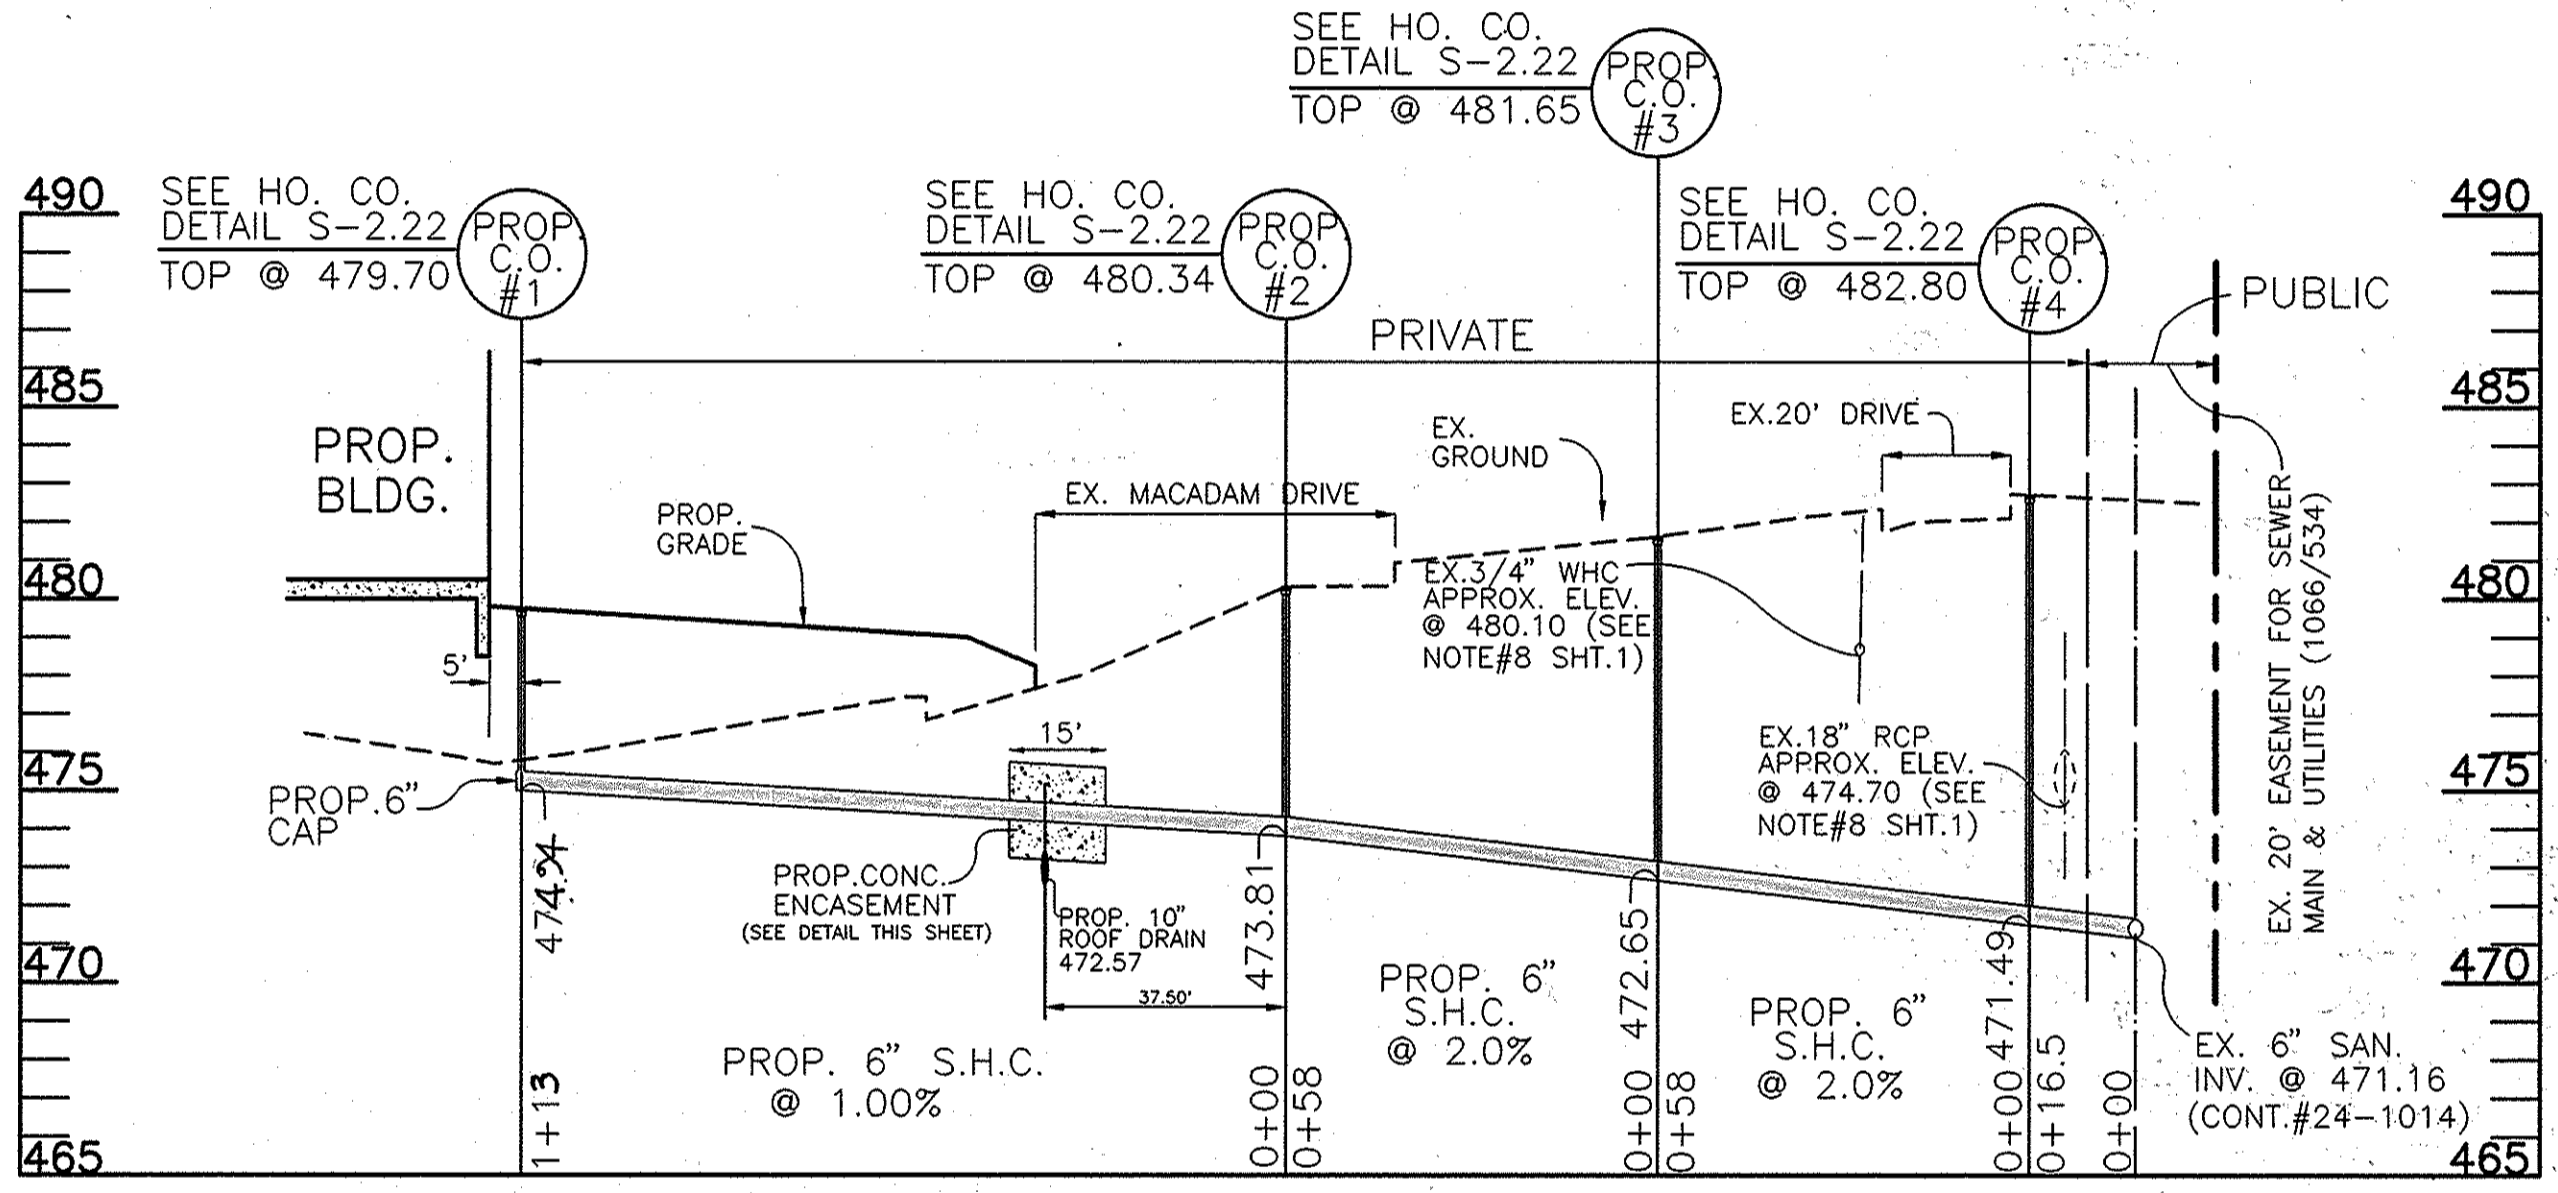 SEE HO. CO.
DETAIL S-2.22
TOP @ 481.65
PROP
C.O.
#3
490
SEE HO. CO.
DETAIL S-2.22
TOP @ 479.70
PROP
C.O.
#1
SEE HO. CO.
DETAIL S-2.22
TOP @ 480.34
PROP
C.O.
#2
SEE HO. CO.
DETAIL S-2.22
TOP @ 482.80
PROP
C.O.
#4
490
PUBLIC
PRIVATE
485
485
PROP.
BLDG.
PROP.
GRADE
EX. MACADAM DRIVE
EX.
GROUND
EX.20' DRIVE
480
480
EX.3/4" WHC
APPROX. ELEV.
@ 480.10 (SEE
NOTE#8 SHT.1)
5'
15'
EX.18" RCP
APPROX. ELEV.
@ 474.70 (SEE
NOTE#8 SHT.1)
EX. 20' EASEMENT FOR SEWER
MAIN & UTILITIES (1066/534)
475
475
PROP.6"
CAP
PROP.CONC.
ENCASEMENT
(SEE DETAIL THIS SHEET)
PROP. 10"
ROOF DRAIN
472.57
37.50'
473.81
472.65
471.49
470
470
PROP. 6" S.H.C.
@ 1.00%
PROP. 6"
S.H.C.
@ 2.0%
PROP. 6"
S.H.C.
@ 2.0%
EX. 6" SAN.
INV. @ 471.16
(CONT.#24-1014)
1+13
0+00
0+58
0+00
0+58
0+00
0+16.5
0+00
465
465